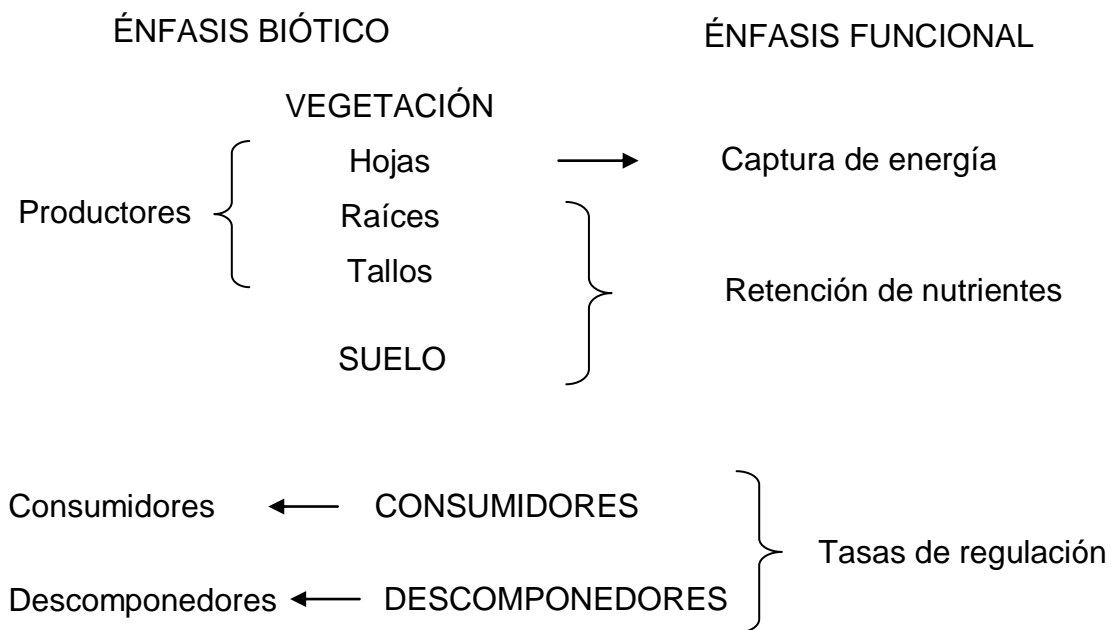 ÉNFASIS BIÓTICO ÉNFASIS FUNCIONAL
VEGETACIÓN
Hojas Captura de energía
Productores Raíces
Tallos Retención de nutrientes
SUELO
Consumidores CONSUMIDORES
Tasas de regulación
Descomponedores DESCOMPONEDORES